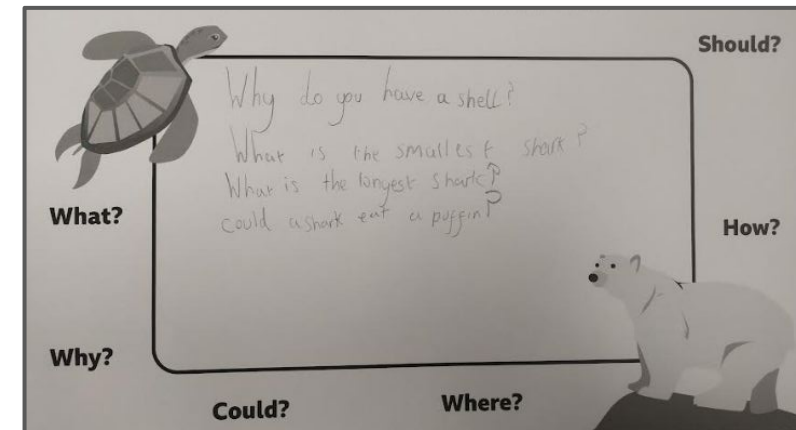 Should?
Why do you have a shell?
What is the smallest shark?
What is the longest shark?
could a shark eat a puffin?
What?
How?
Why?
Could?
Where?